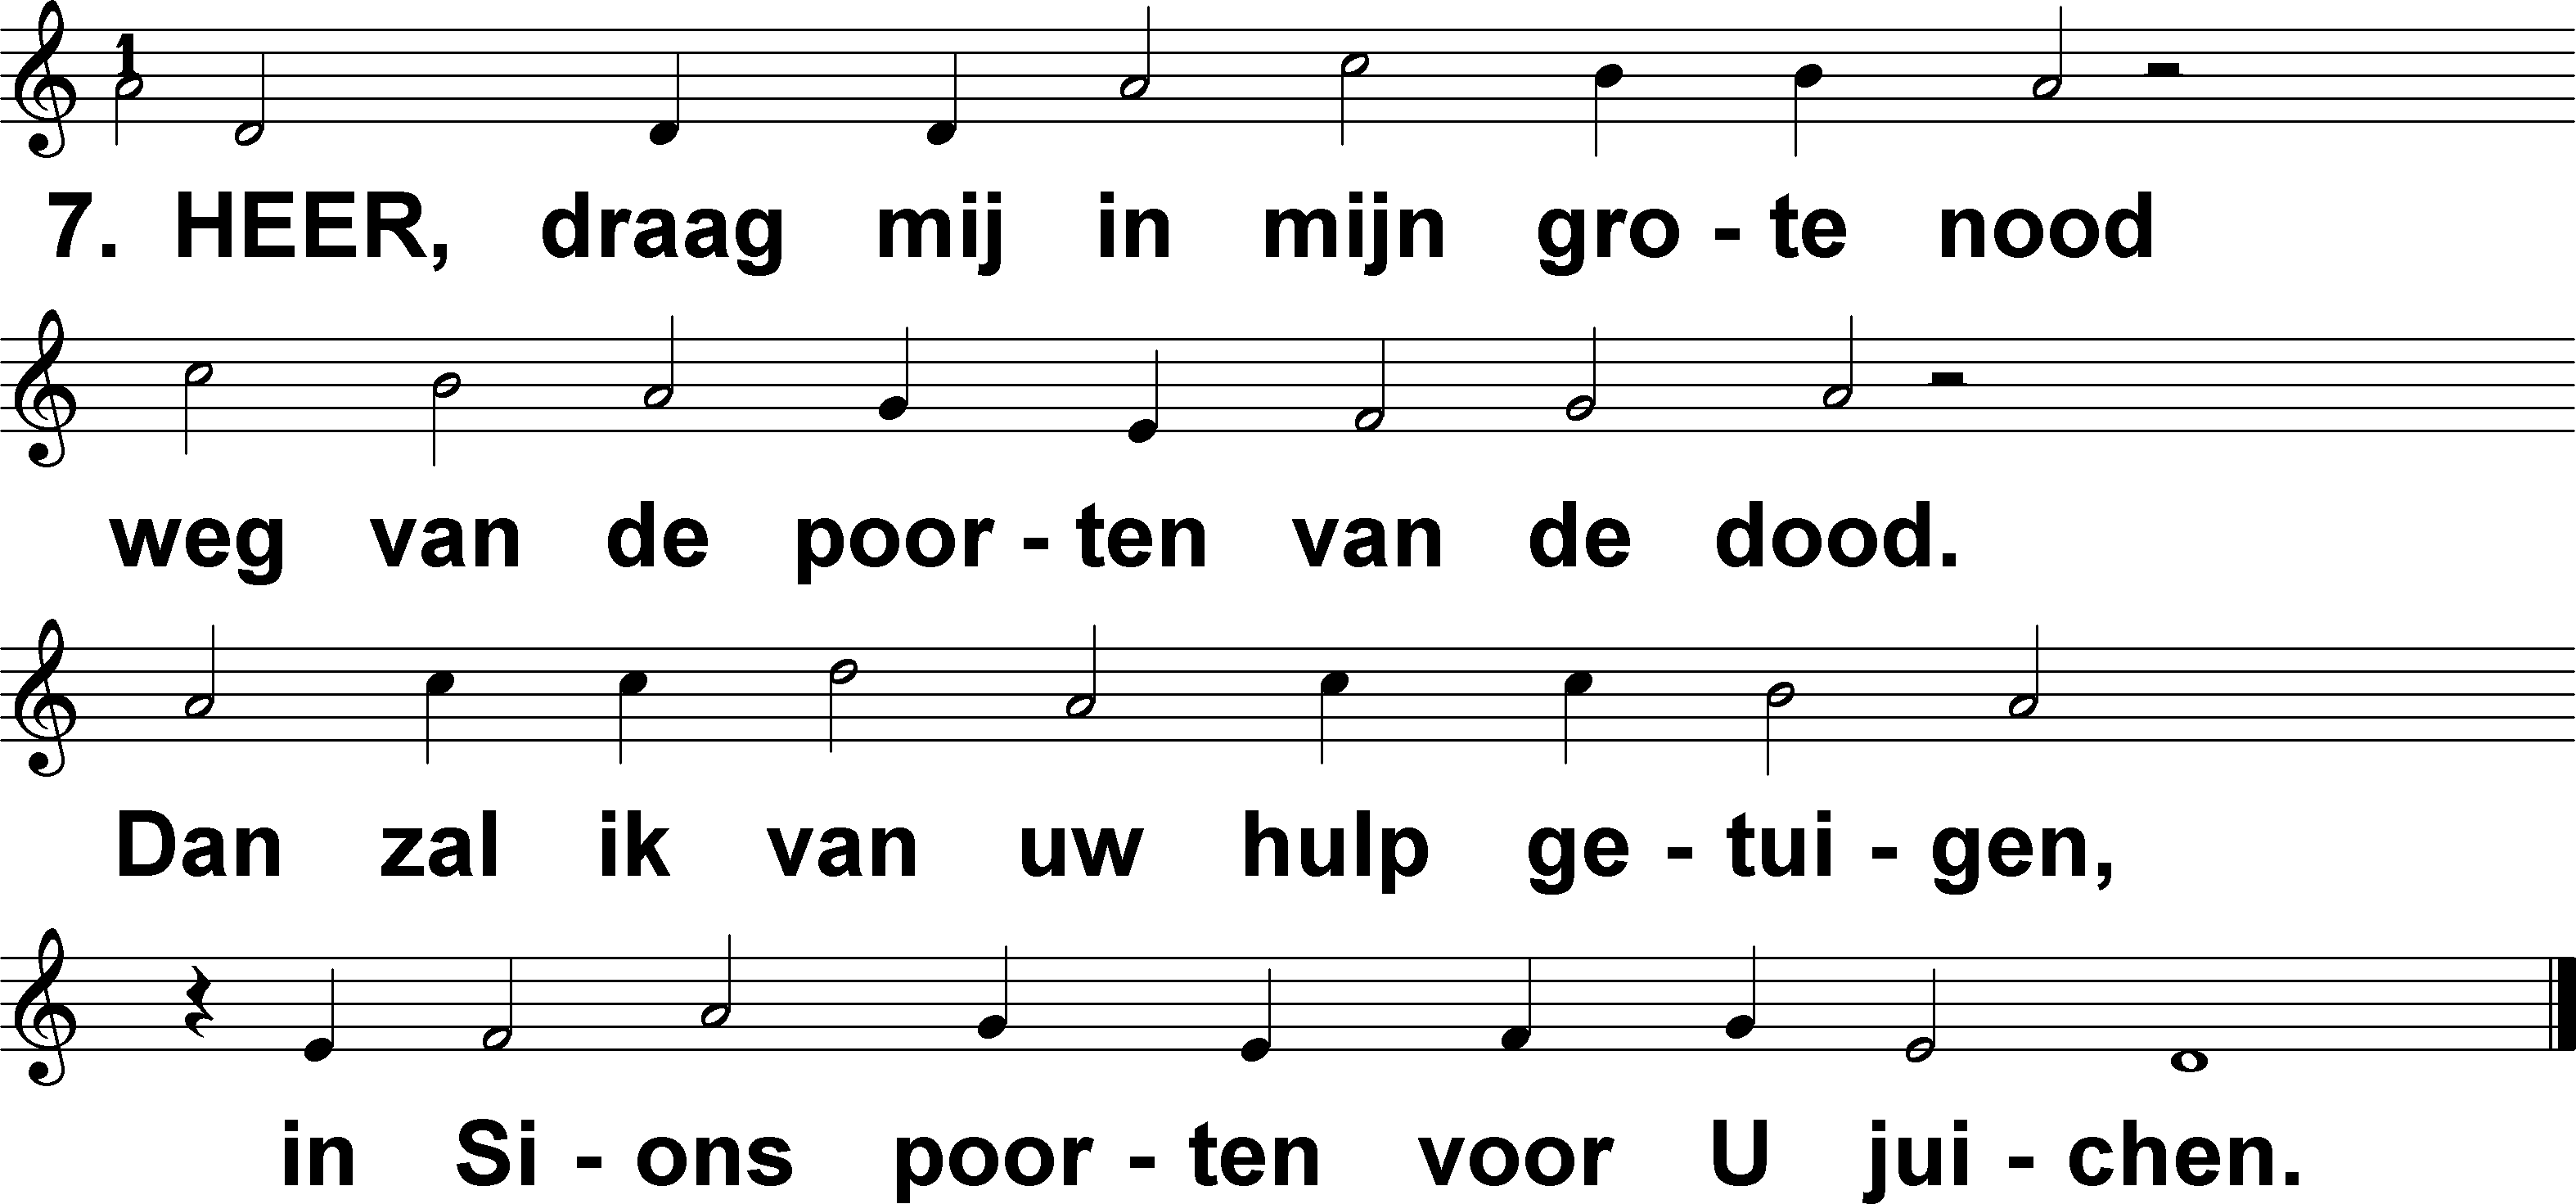 1
7. HEER, draag mij in mijn gro - te nood
weg van de poor - ten van de dood.
Dan zal ik van uw hulp ge - tui - gen,
in Si - ons poor - ten voor U jui - chen.